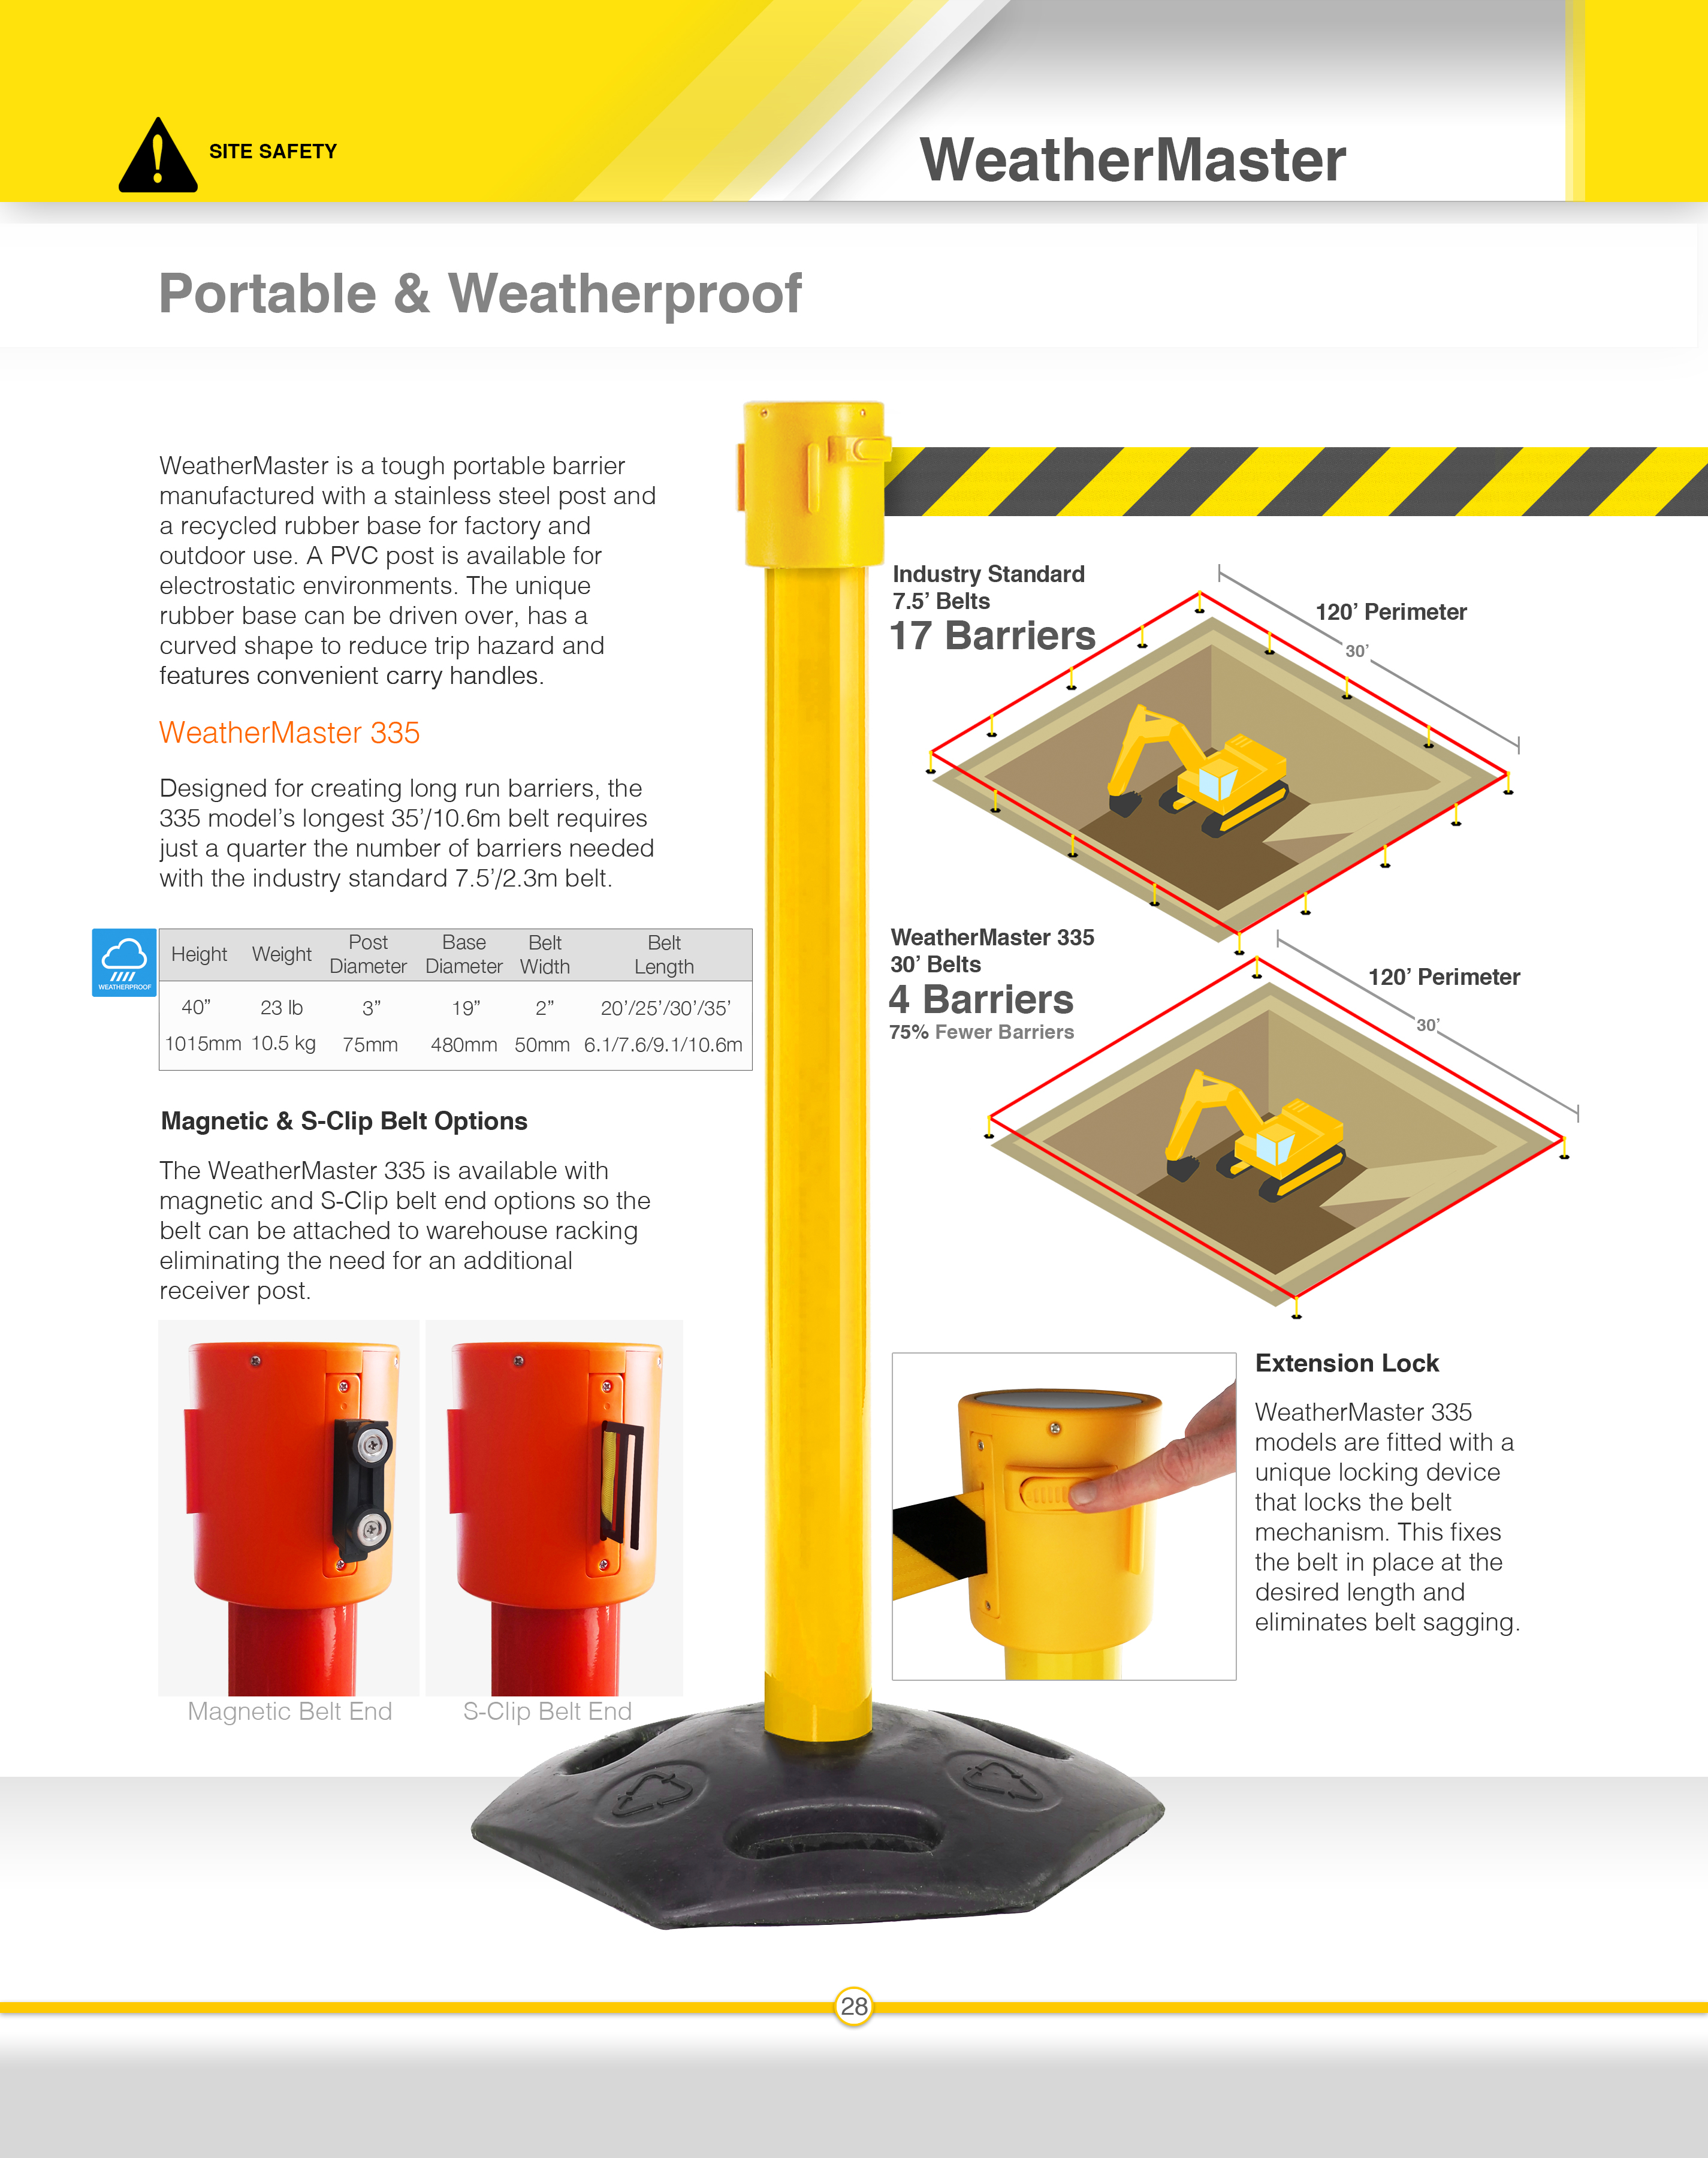 SITE SAFETY
WeatherMaster
Portable & Weatherproof
WeatherMaster is a tough portable barrier
manufactured with a stainless steel post and
a recycled rubber base for factory and
outdoor use. A PVC post is available for
electrostatic environments. The unique
rubber base can be driven over, has a
curved shape to reduce trip hazard and
features convenient carry handles.
WeatherMaster 335
Designed for creating long run barriers, the
335 model's longest 35'/10.6m belt requires
just a quarter the number of barriers needed
with the industry standard 7.5'/2.3m belt.
WEATHERPROOF
Height Weight Post Diameter Base Diameter Belt Width Belt Length
40" 23 lb 3" 19" 2" 20'/25'/30'/35'
1015mm 10.5 kg 75mm 480mm 50mm 6.1/7.6/9.1/10.6m
Magnetic & S-Clip Belt Options
The WeatherMaster 335 is available with
magnetic and S-Clip belt end options so the
belt can be attached to warehouse racking
eliminating the need for an additional
receiver post.
Magnetic Belt End
S-Clip Belt End
Industry Standard
7.5' Belts
17 Barriers
120' Perimeter
30'
WeatherMaster 335
30' Belts
4 Barriers
75% Fewer Barriers
120' Perimeter
30'
Extension Lock
WeatherMaster 335
models are fitted with a
unique locking device
that locks the belt
mechanism. This fixes
the belt in place at the
desired length and
eliminates belt sagging.
28